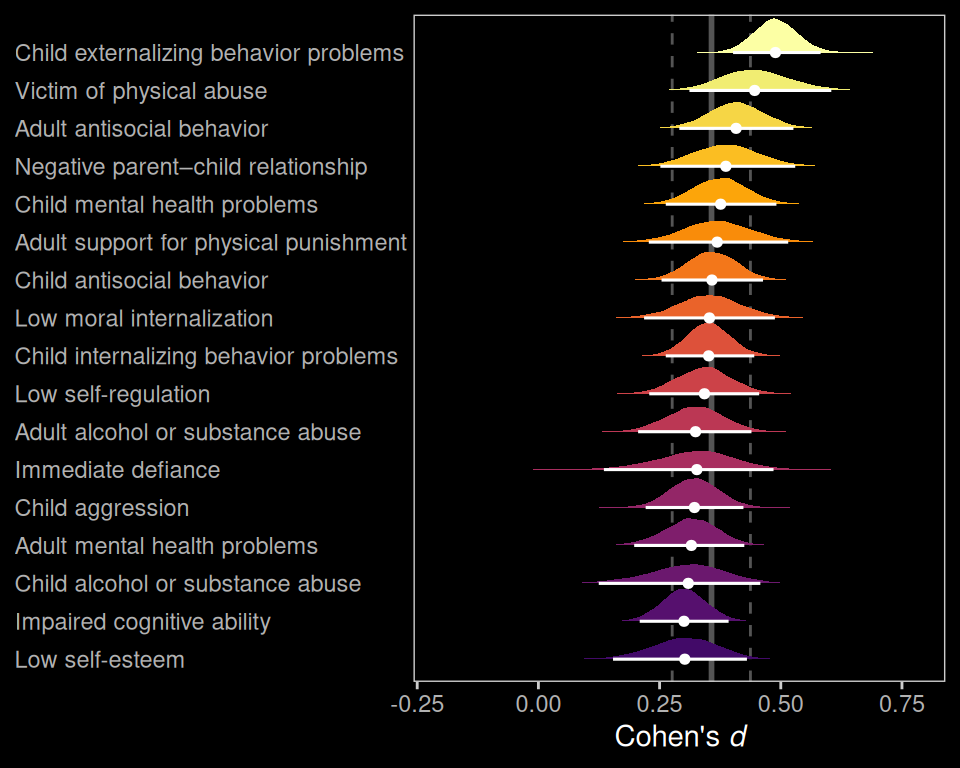 Child externalizing behavior problems
Victim of physical abuse
Adult antisocial behavior
Negative parent–child relationship
Child mental health problems
Adult support for physical punishment
Child antisocial behavior
Low moral internalization
Child internalizing behavior problems
Low self-regulation
Adult alcohol or substance abuse
Immediate defiance
Child aggression
Adult mental health problems
Child alcohol or substance abuse
Impaired cognitive ability
Low self-esteem
-0.25 0.00 0.25 0.50 0.75
Cohen's d